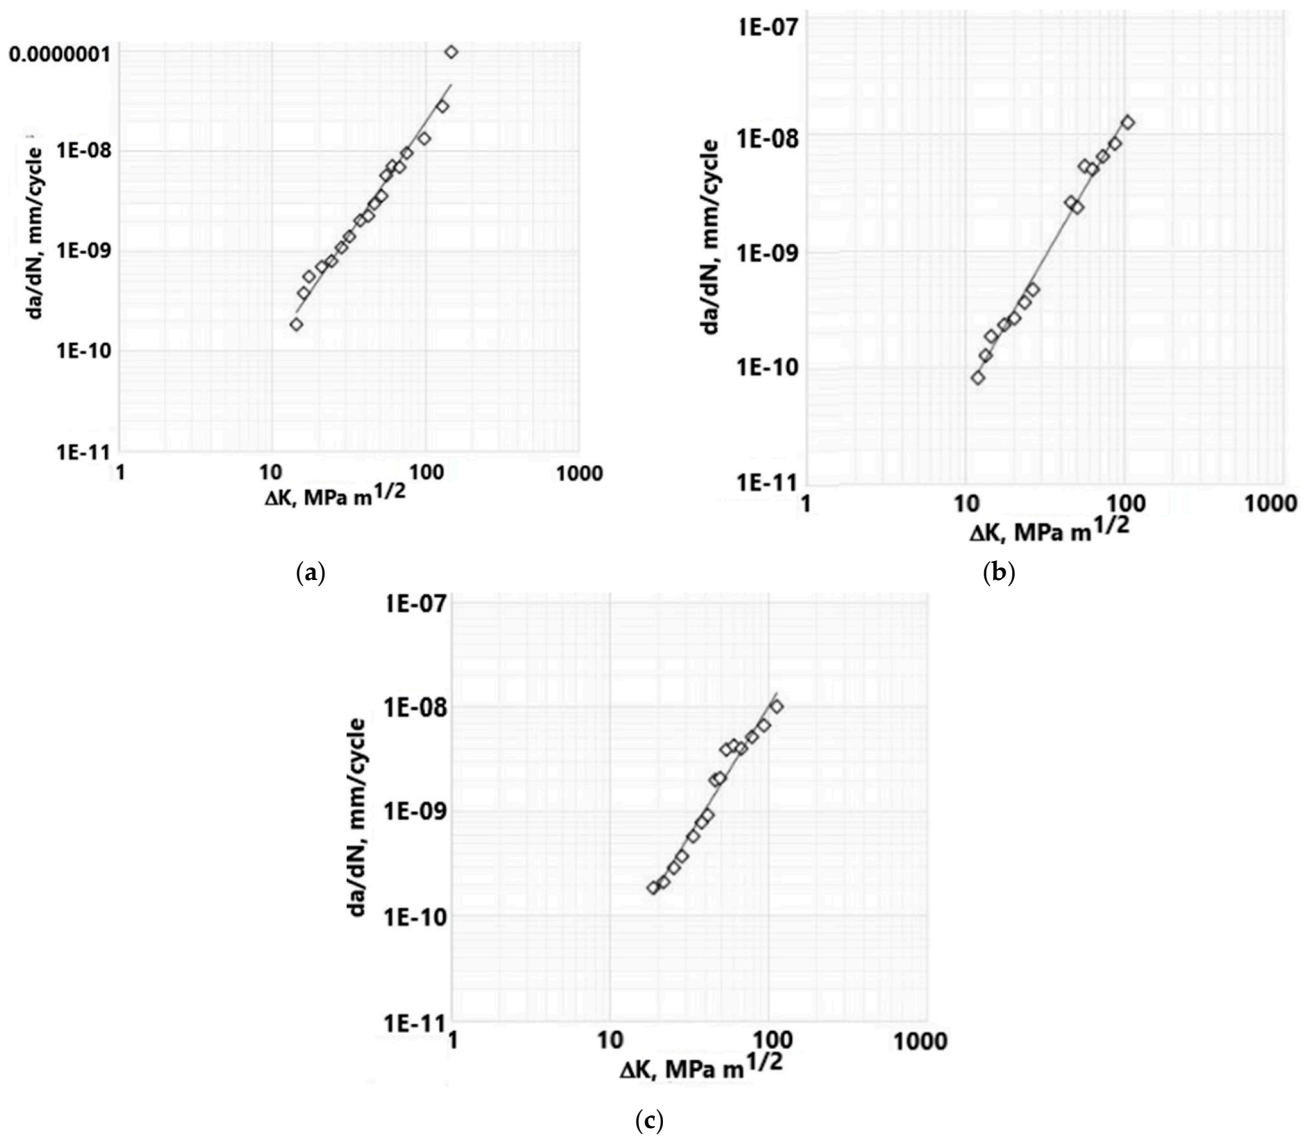 0.0000001
1E-08
1E-09
1E-10
1E-11
da/dN, mm/cycle
1 10 100 1000
ΔK, MPa m1/2
(a)
1E-07
1E-08
1E-09
1E-10
1E-11
da/dN, mm/cycle
1 10 100 1000
ΔK, MPa m1/2
(b)
1E-07
1E-08
1E-09
1E-10
1E-11
da/dN, mm/cycle
1 10 100 1000
ΔK, MPa m1/2
(c)